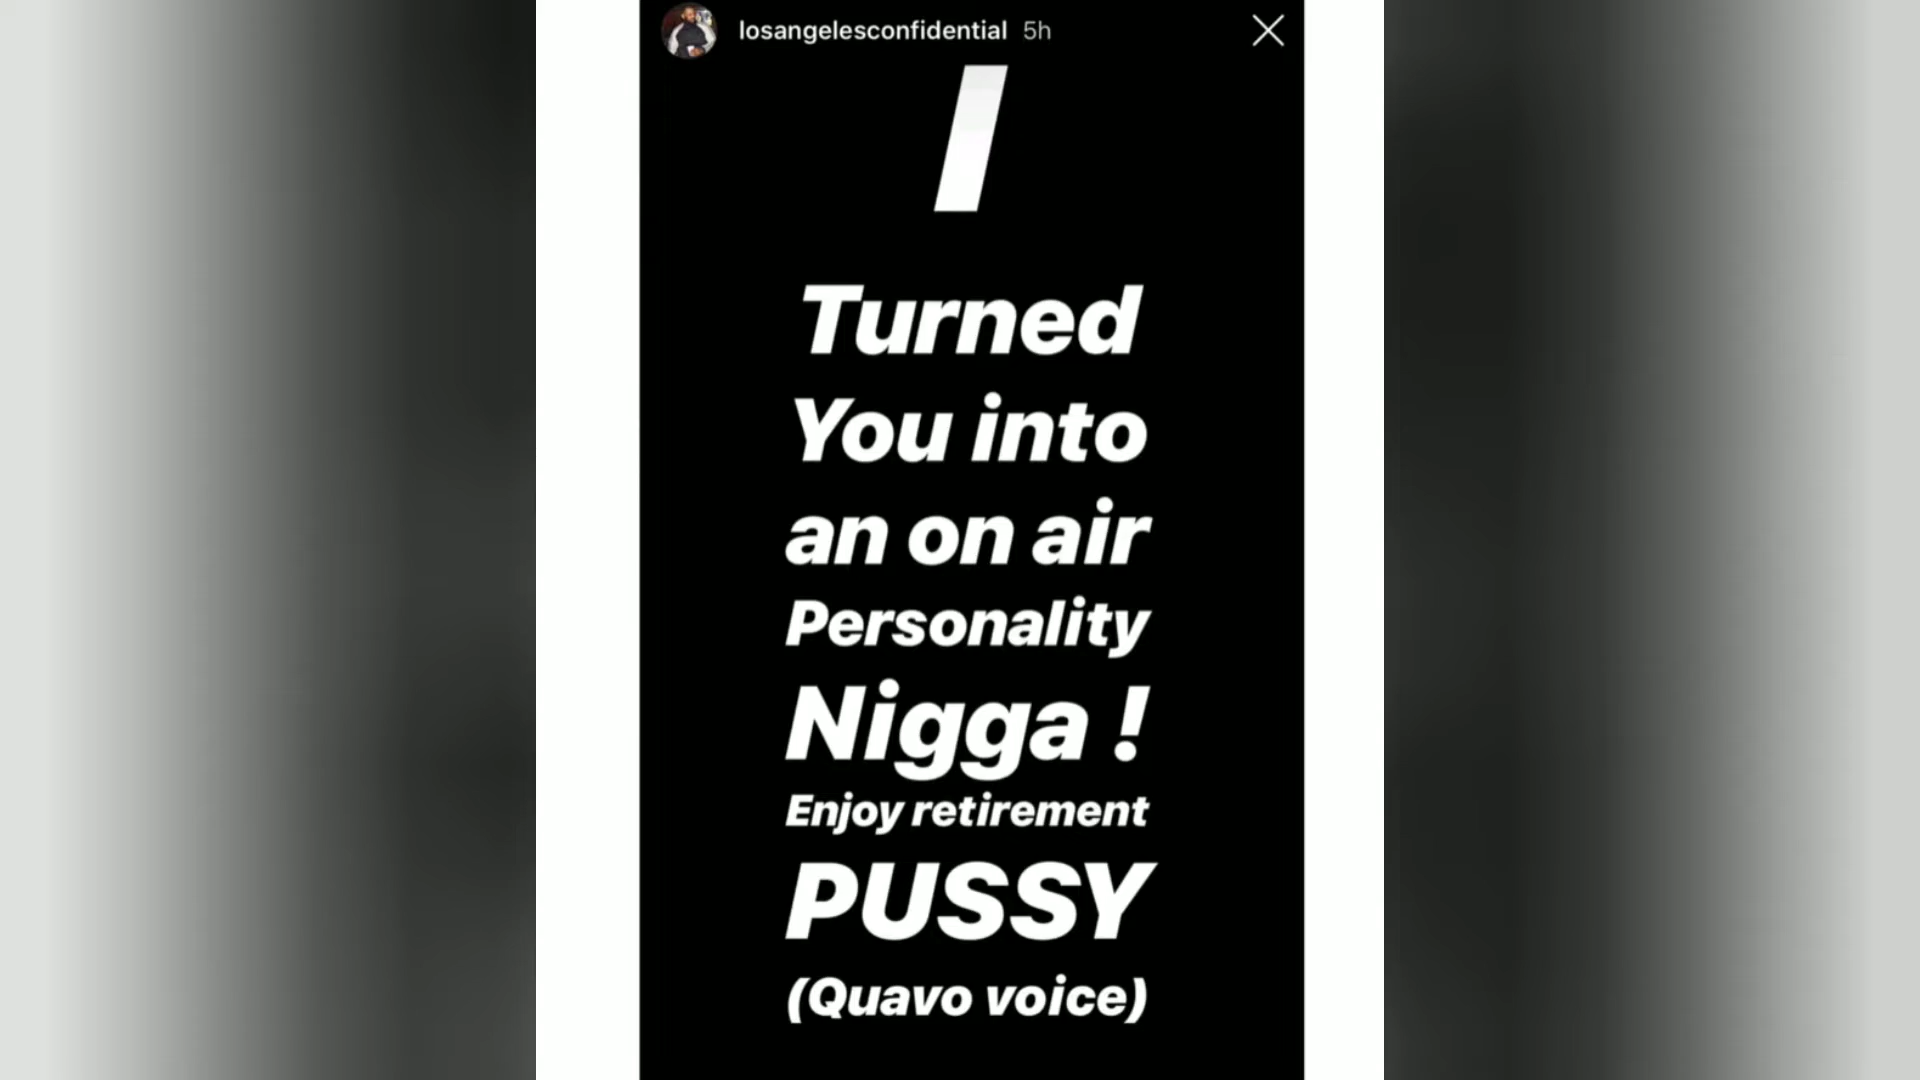 losangelesconfidential 5h
I
Turned
You into
an on air
Personality
Nigga !
Enjoy retirement
PUSSY
(Quavo voice)